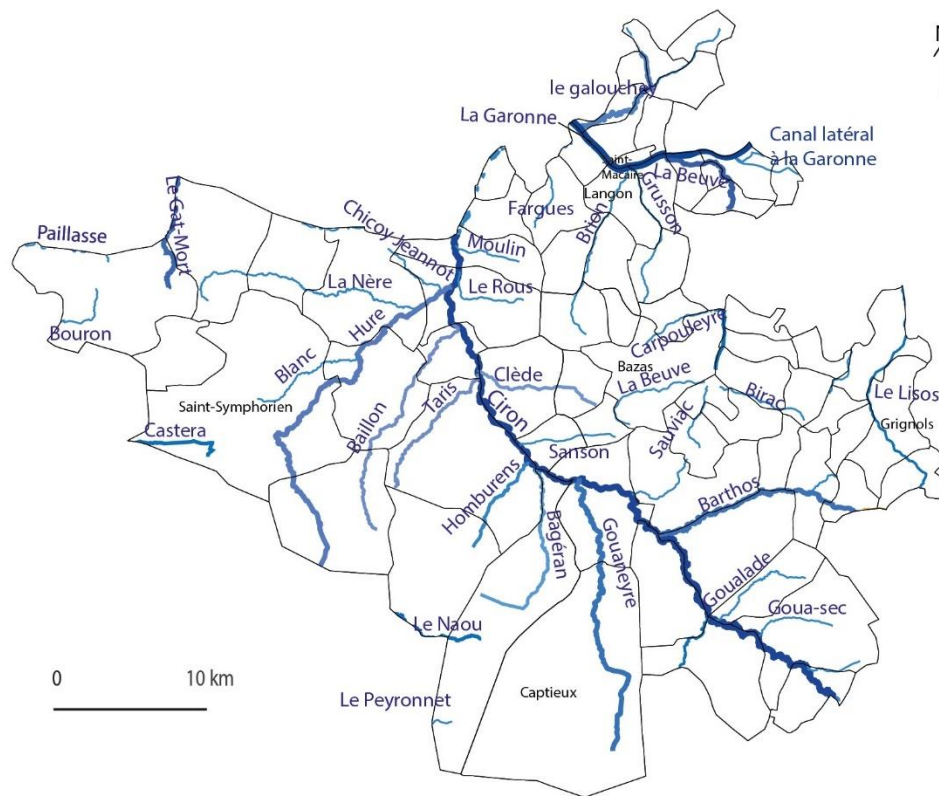 N
le galouchey
La Garonne
Canal latéral
à la Garonne
Saint-
Macaire
La Beuve
Langon
Le Gat-Mort
Fargues
Brion
Grusson
Chicoy-Jeannot
Paillasse
Moulin
La Nère
Le Rous
Bouron
Hure
Carpouleyre
Blanc
Bazas
Clède
La Beuve
Birac
Le Lisos
Saint-Symphorien
Taris
Ciron
Grignols
Castera
Baillon
Sauviac
Sanson
Homburens
Barthos
Bagéran
Gouaneyre
Goualade
Goua-sec
Le Naou
0
10 km
Le Peyronnet
Captieux